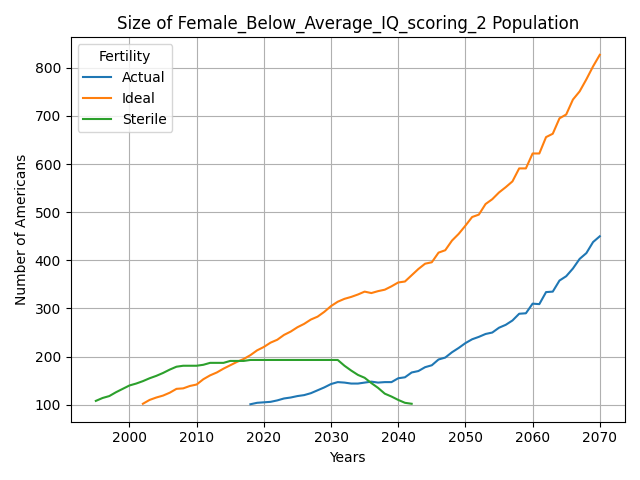 Size of Female_Below_Average_IQ_scoring_2 Population
Fertility
Actual
Ideal
Sterile
Number of Americans
800
700
600
500
400
300
200
100
2000 2010 2020 2030 2040 2050 2060 2070
Years